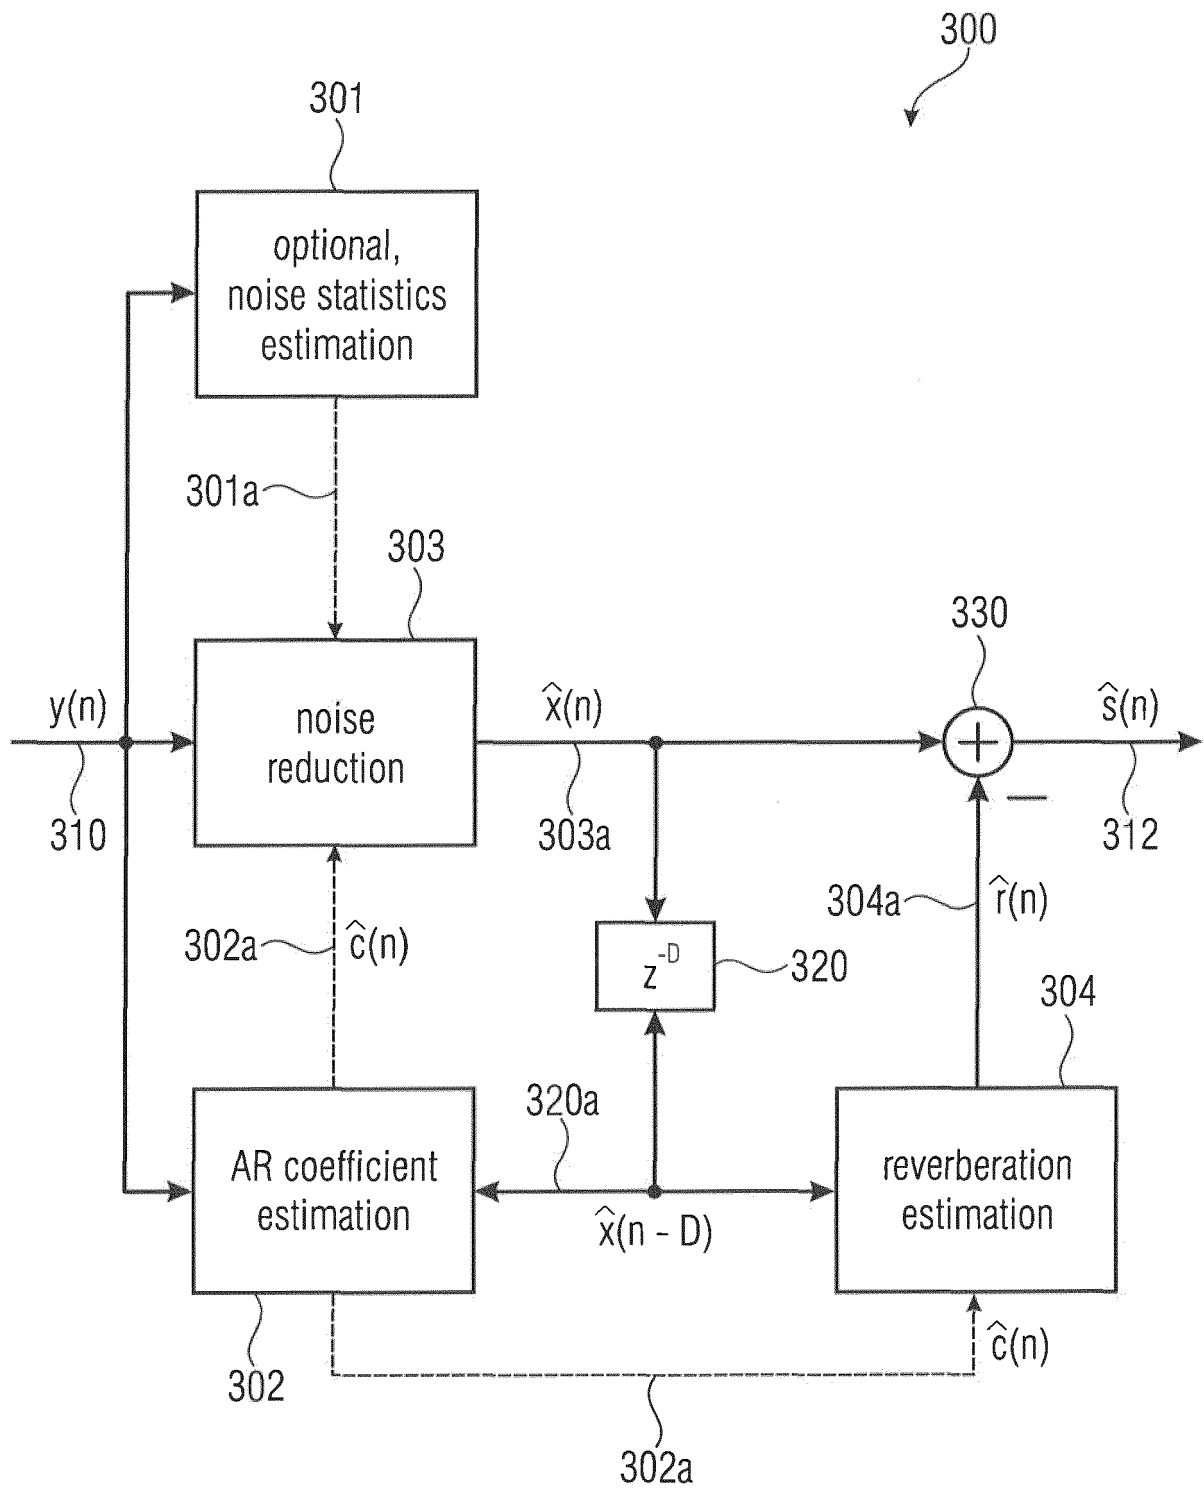 300
301
optional,
noise statistics
estimation
301a
303
330
y(n)
noise
reduction
x̂(n)
+
ŝ(n)
310
303a
−
312
302a
ĉ(n)
z^-D
320
304a
r̂(n)
304
320a
AR coefficient
estimation
x̂(n - D)
reverberation
estimation
302
ĉ(n)
302a